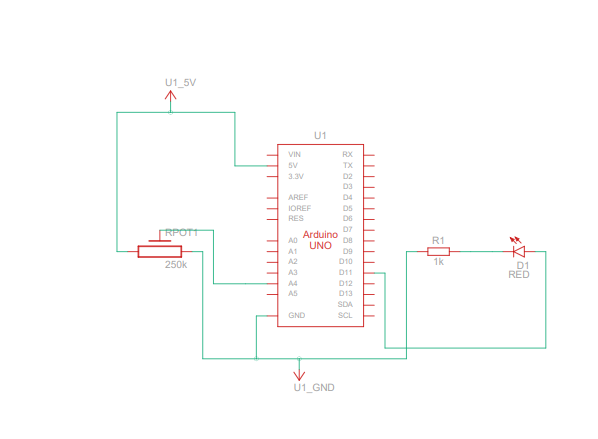 U1_5V
U1
VIN
RX
5V
TX
3.3V
D2
D3
AREF
D4
IOREF
D5
RES
D6
D7
Arduino
UNO
A0
D8
A1
D9
A2
D10
A3
D11
A4
D12
A5
D13
SDA
GND
SCL
RPOT1
250k
R1
1k
D1
RED
U1_GND